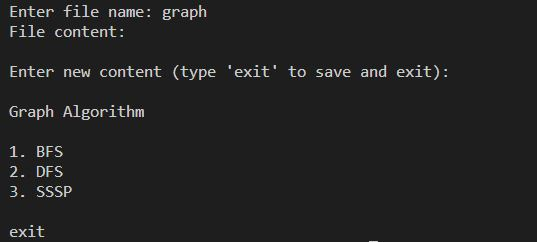 Enter file name: graph
File content:
Enter new content (type 'exit' to save and exit):
Graph Algorithm
1. BFS
2. DFS
3. SSSP
exit